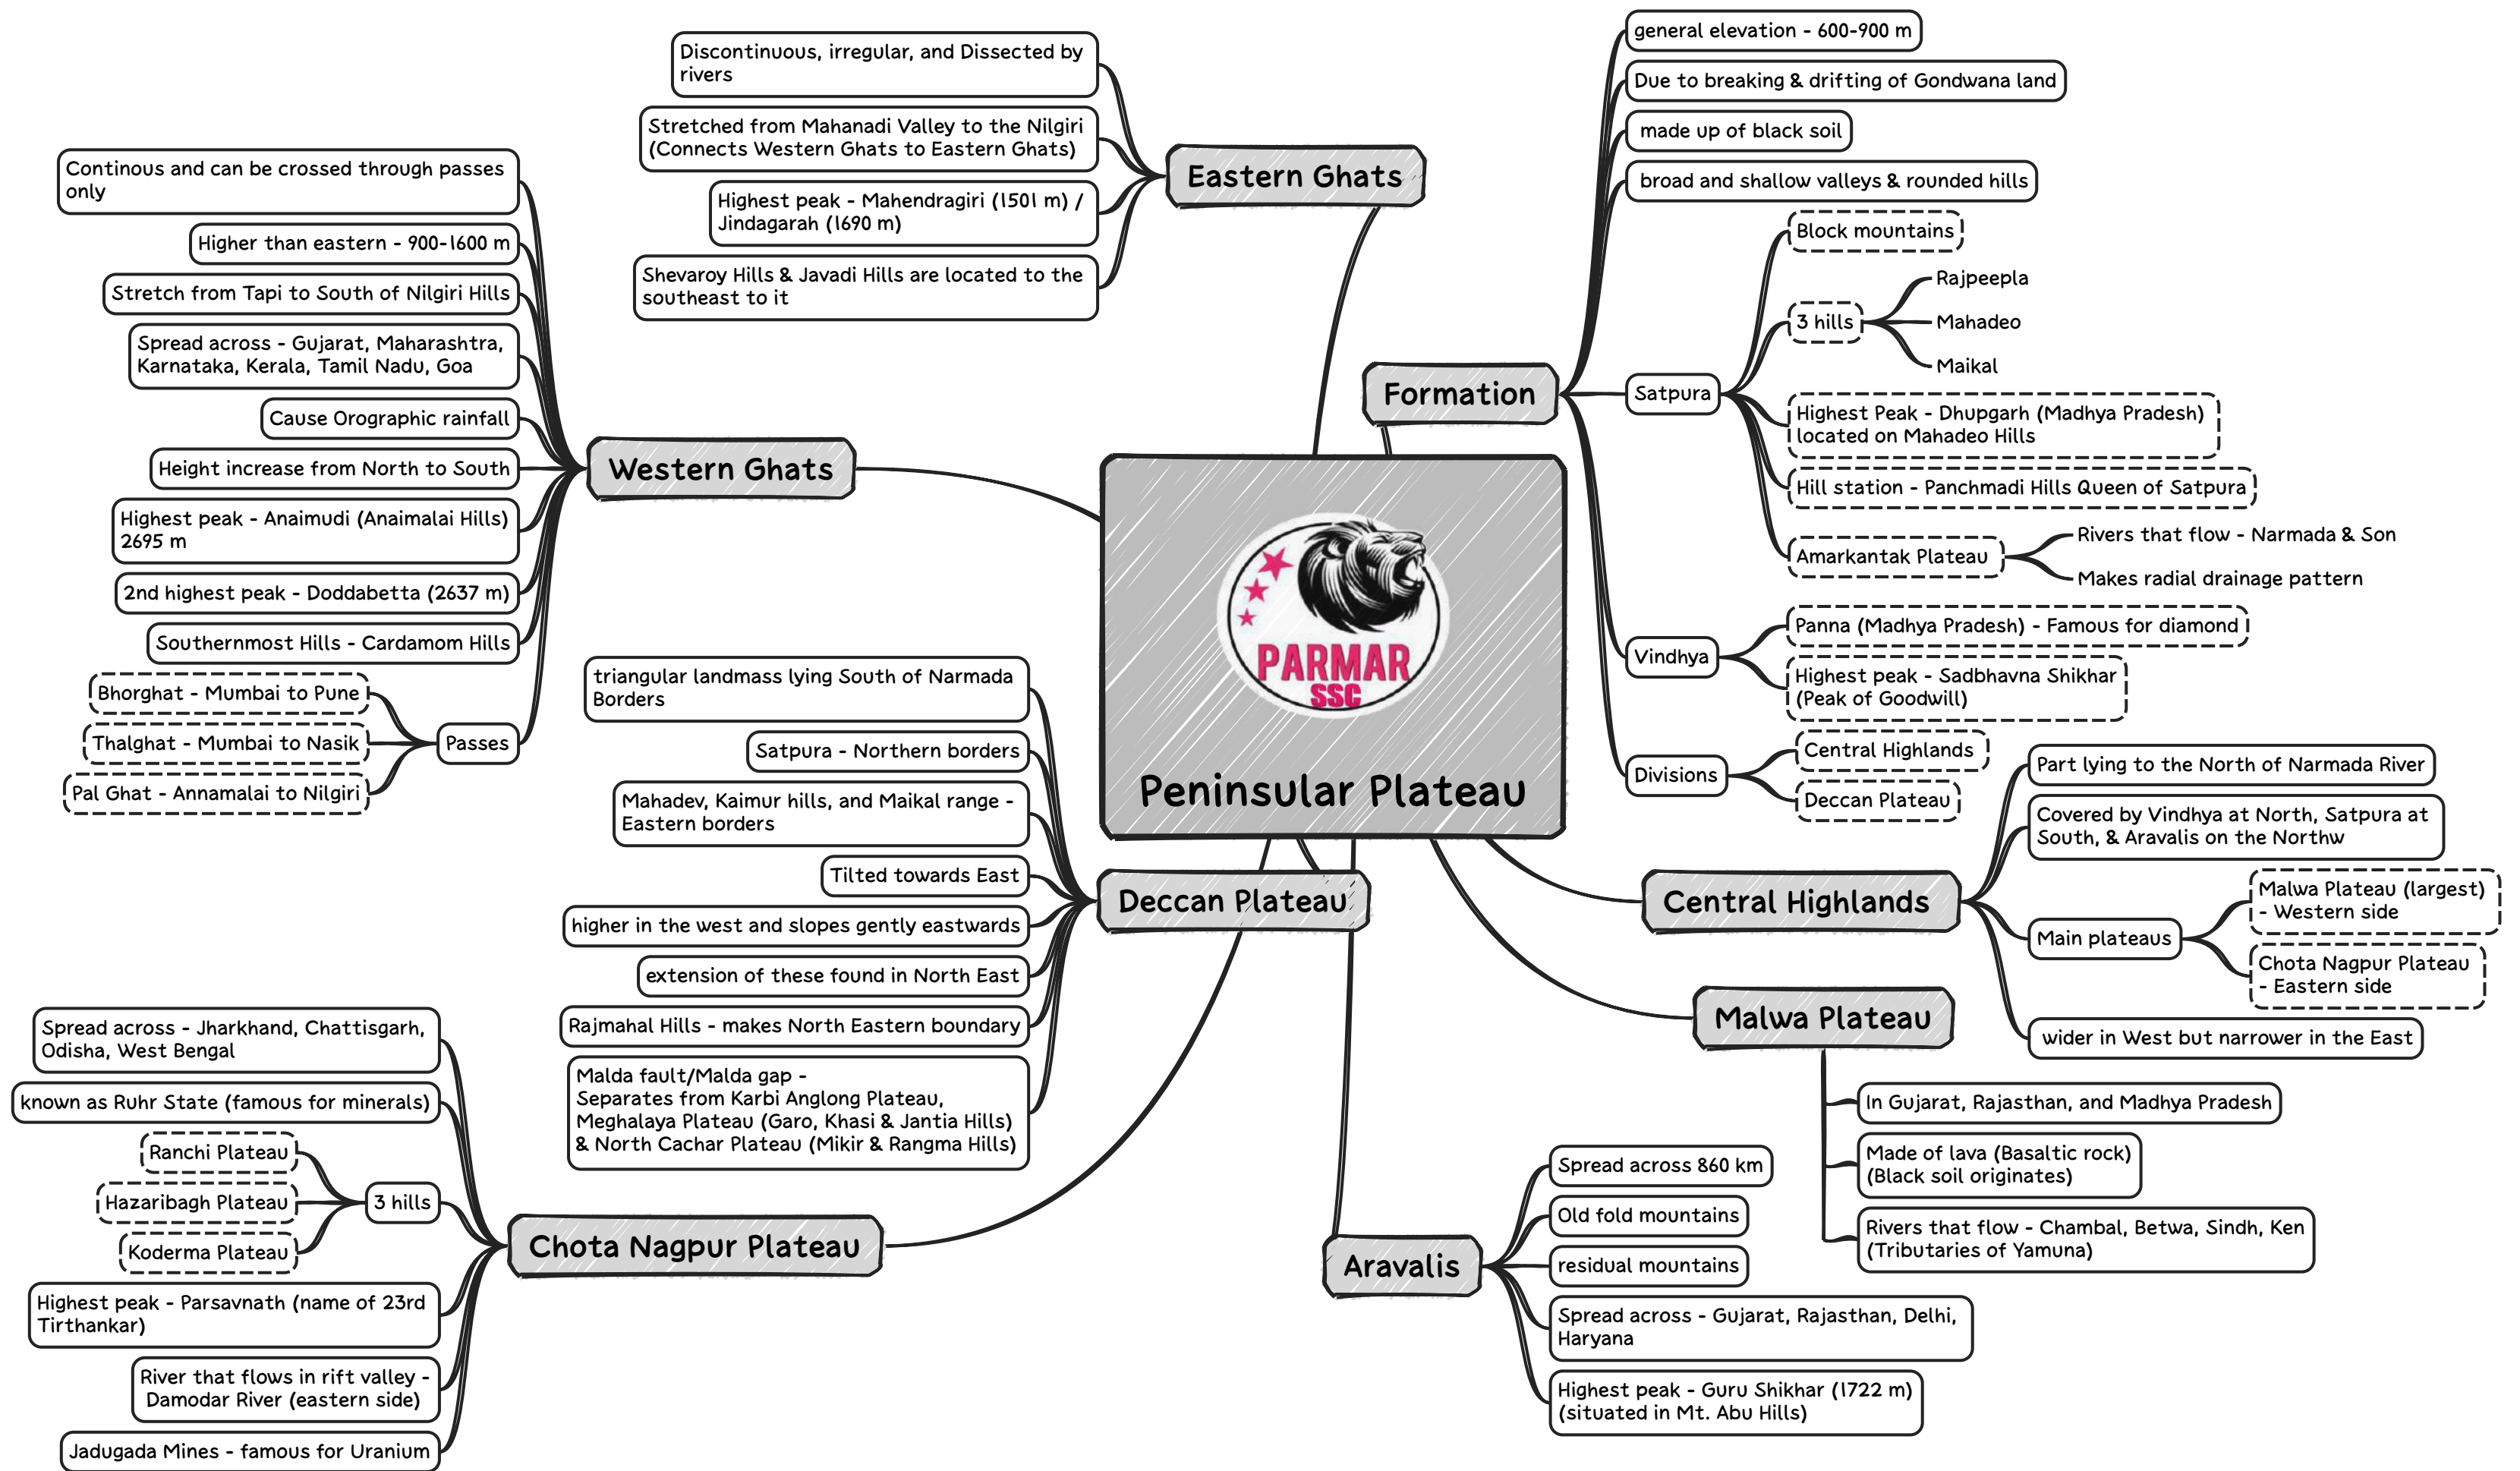 Peninsular Plateau
PARMAR
SSC
Formation
general elevation - 600-900 m
Due to breaking & drifting of Gondwana land
made up of black soil
broad and shallow valleys & rounded hills
Satpura
Block mountains
3 hills
Rajpeepla
Mahadeo
Maikal
Highest Peak - Dhupgarh (Madhya Pradesh)
located on Mahadeo Hills
Hill station - Panchmadi Hills Queen of Satpura
Amarkantak Plateau
Rivers that flow - Narmada & Son
Makes radial drainage pattern
Vindhya
Panna (Madhya Pradesh) - Famous for diamond
Highest peak - Sadbhavna Shikhar
(Peak of Goodwill)
Divisions
Central Highlands
Deccan Plateau
Central Highlands
Part lying to the North of Narmada River
Covered by Vindhya at North, Satpura at
South, & Aravalis on the Northw
Main plateaus
Malwa Plateau (largest)
- Western side
Chota Nagpur Plateau
- Eastern side
wider in West but narrower in the East
Malwa Plateau
In Gujarat, Rajasthan, and Madhya Pradesh
Made of lava (Basaltic rock)
(Black soil originates)
Rivers that flow - Chambal, Betwa, Sindh, Ken
(Tributaries of Yamuna)
Aravalis
Spread across 860 km
Old fold mountains
residual mountains
Spread across - Gujarat, Rajasthan, Delhi,
Haryana
Highest peak - Guru Shikhar (1722 m)
(situated in Mt. Abu Hills)
Eastern Ghats
Discontinuous, irregular, and Dissected by
rivers
Stretched from Mahanadi Valley to the Nilgiri
(Connects Western Ghats to Eastern Ghats)
Highest peak - Mahendragiri (1501 m) /
Jindagarah (1690 m)
Shevaroy Hills & Javadi Hills are located to the
southeast to it
Western Ghats
Continous and can be crossed through passes
only
Higher than eastern - 900-1600 m
Stretch from Tapi to South of Nilgiri Hills
Spread across - Gujarat, Maharashtra,
Karnataka, Kerala, Tamil Nadu, Goa
Cause Orographic rainfall
Height increase from North to South
Highest peak - Anaimudi (Anaimalai Hills)
2695 m
2nd highest peak - Doddabetta (2637 m)
Southernmost Hills - Cardamom Hills
Passes
Bhorghat - Mumbai to Pune
Thalghat - Mumbai to Nasik
Pal Ghat - Annamalai to Nilgiri
Deccan Plateau
triangular landmass lying South of Narmada
Borders
Satpura - Northern borders
Mahadev, Kaimur hills, and Maikal range -
Eastern borders
Tilted towards East
higher in the west and slopes gently eastwards
extension of these found in North East
Rajmahal Hills - makes North Eastern boundary
Malda fault/Malda gap -
Separates from Karbi Anglong Plateau,
Meghalaya Plateau (Garo, Khasi & Jantia Hills)
& North Cachar Plateau (Mikir & Rangma Hills)
Chota Nagpur Plateau
Spread across - Jharkhand, Chattisgarh,
Odisha, West Bengal
known as Ruhr State (famous for minerals)
3 hills
Ranchi Plateau
Hazaribagh Plateau
Koderma Plateau
Highest peak - Parsavnath (name of 23rd
Tirthankar)
River that flows in rift valley -
Damodar River (eastern side)
Jadugada Mines - famous for Uranium